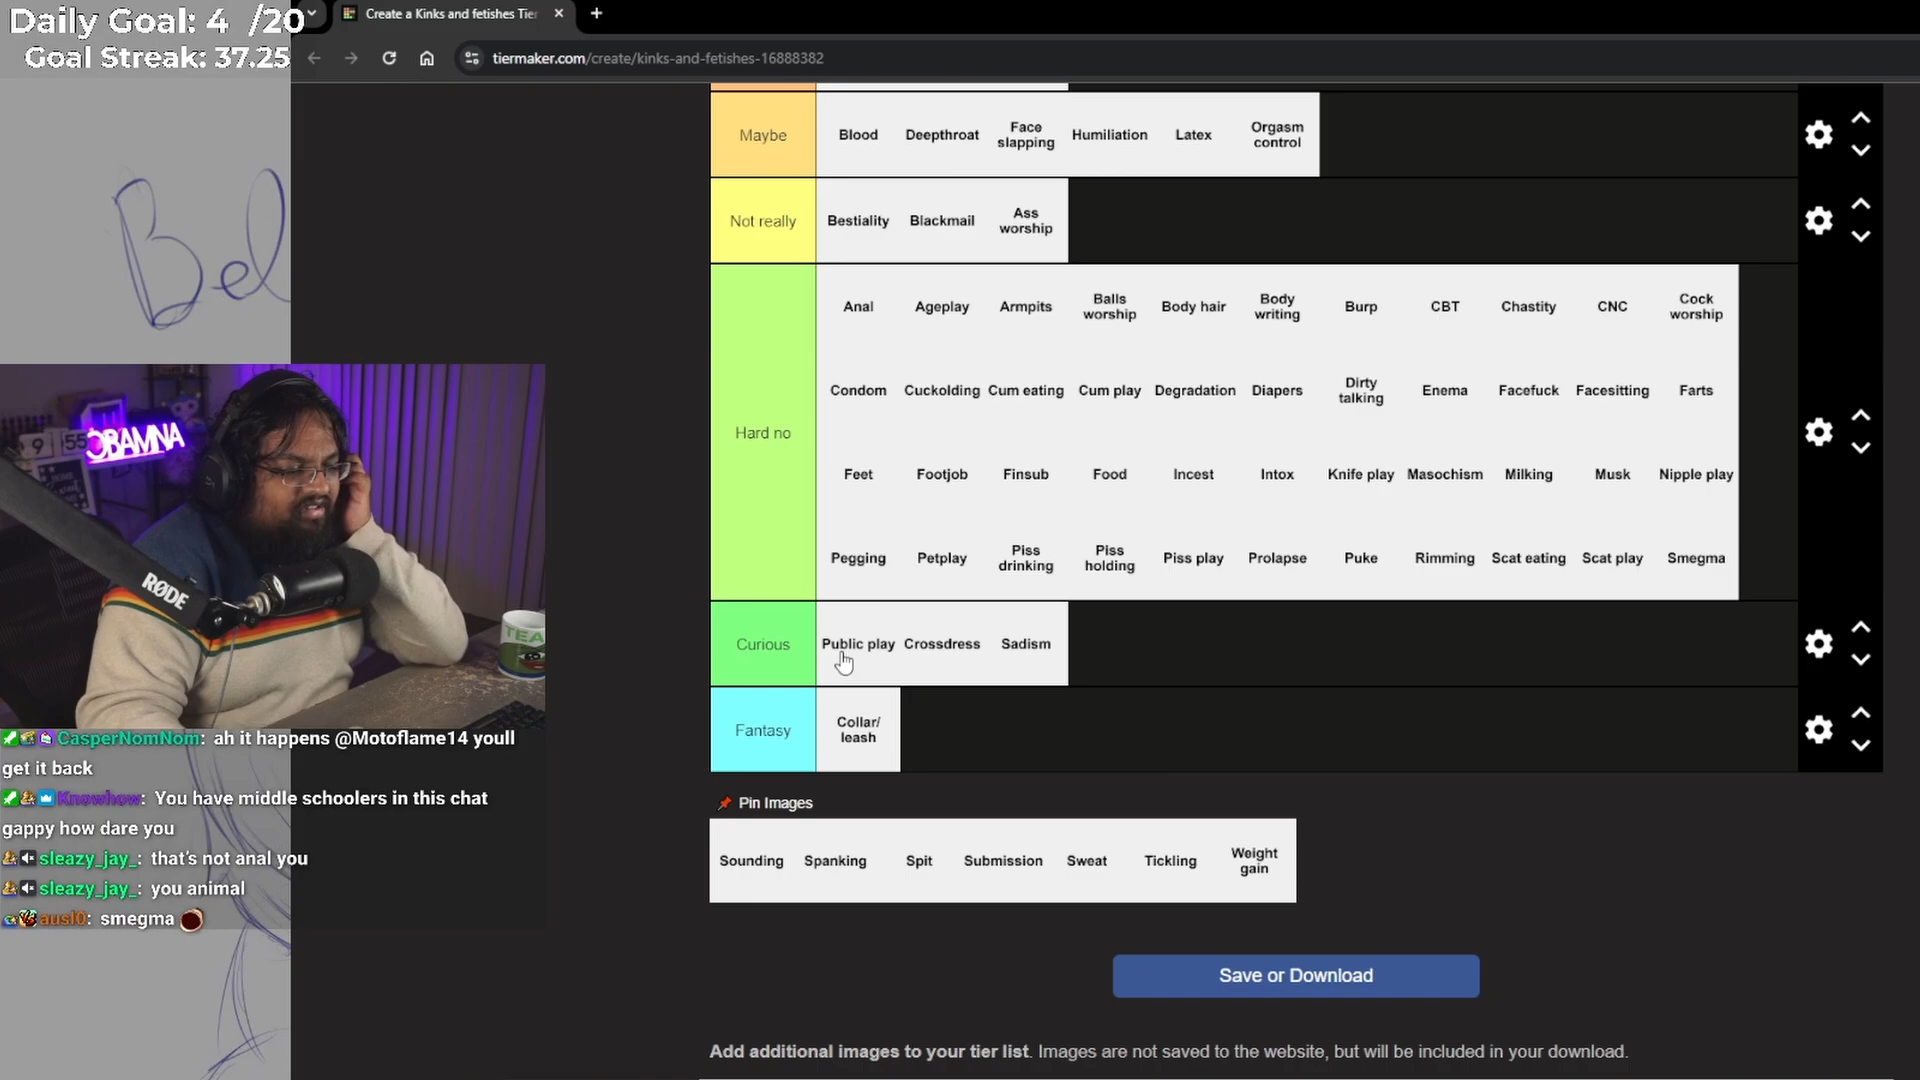 Daily Goal: 4 /20
Goal Streak: 37.25
Create a Kinks and fetishes Tier
tiermaker.com/create/kinks-and-fetishes-16888382
Bel
Maybe
Blood
Deepthroat
Face
slapping
Humiliation
Latex
Orgasm
control
Not really
Bestiality
Blackmail
Ass
worship
Hard no
Anal
Ageplay
Armpits
Balls
worship
Body hair
Body
writing
Burp
CBT
Chastity
CNC
Cock
worship
Condom
Cuckolding
Cum eating
Cum play
Degradation
Diapers
Dirty
talking
Enema
Facefuck
Facesitting
Farts
Feet
Footjob
Finsub
Food
Incest
Intox
Knife play
Masochism
Milking
Musk
Nipple play
Pegging
Petplay
Piss
drinking
Piss
holding
Piss play
Prolapse
Puke
Rimming
Scat eating
Scat play
Smegma
Curious
Public play
Crossdress
Sadism
Fantasy
Collar/
leash
Pin Images
Sounding
Spanking
Spit
Submission
Sweat
Tickling
Weight
gain
Save or Download
Add additional images to your tier list. Images are not saved to the website, but will be included in your download.
9 55
OBAMNA
RØDE
TEA
CasperNomNom: ah it happens @Motoflame14 youll
get it back
Knowhow: You have middle schoolers in this chat
gappy how dare you
sleazy_jay_: that's not anal you
sleazy_jay_: you animal
ausl0: smegma